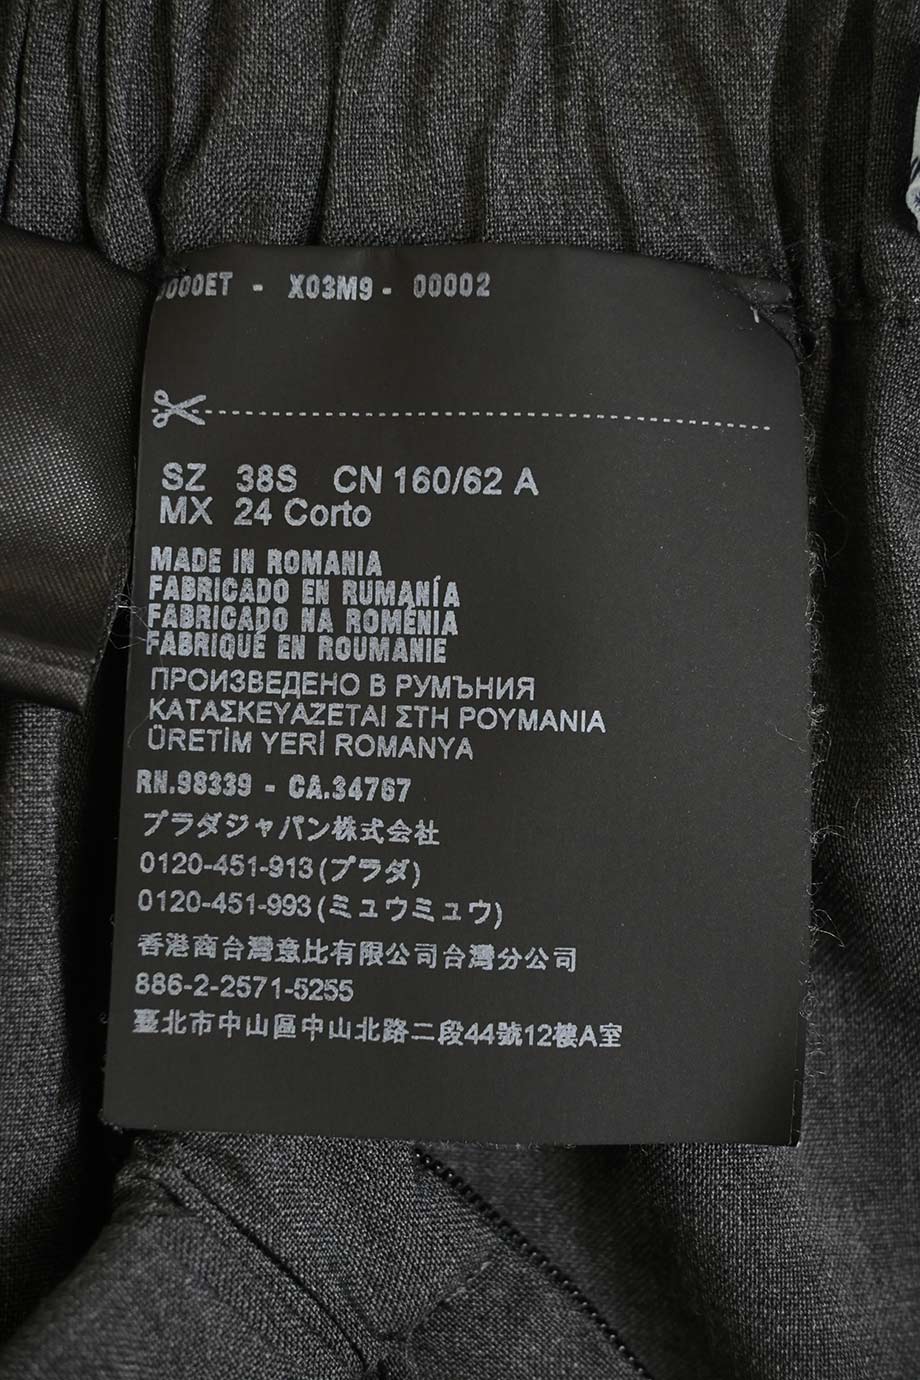 000ET - X03M9 - 00002
SZ 38S CN 160/62 A
MX 24 Corto
MADE IN ROMANIA
FABRICADO EN RUMANÍA
FABRICADO NA ROMÉNIA
FABRIQUÉ EN ROUMANIE
ПРОИЗВЕДЕНО В РУМЪНИЯ
ΚΑΤΑΣΚΕΥΑΖΕΤΑΙ ΣΤΗ ΡΟΥΜΑΝΙΑ
ÜRETİM YERİ ROMANYA
RN.98339 - CA.34767
プラダジャパン株式会社
0120-451-913(プラダ)
0120-451-993(ミュウミュウ)
香港商台灣意比有限公司台灣分公司
886-2-2571-5255
臺北市中山區中山北路二段44號12樓A室